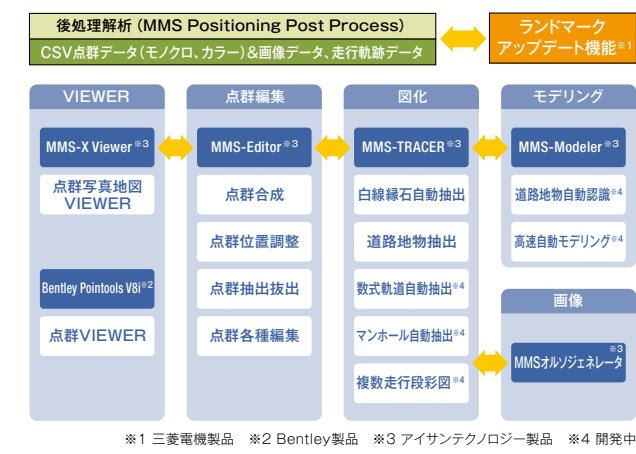 後処理解析（MMS Positioning Post Process）
CSV点群データ（モノクロ、カラー）＆画像データ、走行軌跡データ
ランドマーク
アップデート機能※1
VIEWER
MMS-X Viewer※3
点群写真地図
VIEWER
Bentley Pointools V8i※2
点群VIEWER
点群編集
MMS-Editor※3
点群合成
点群位置調整
点群抽出抜出
点群各種編集
図化
MMS-TRACER※3
白線縁石自動抽出
道路地物抽出
数式軌道自動抽出※4
マンホール自動抽出※4
複数走行段彩図※4
モデリング
MMS-Modeler※3
道路地物自動認識※4
高速自動モデリング※4
画像
MMSオルソジェネレータ※3
※1 三菱電機製品　※2 Bentley製品　※3 アイサンテクノロジー製品　※4 開発中